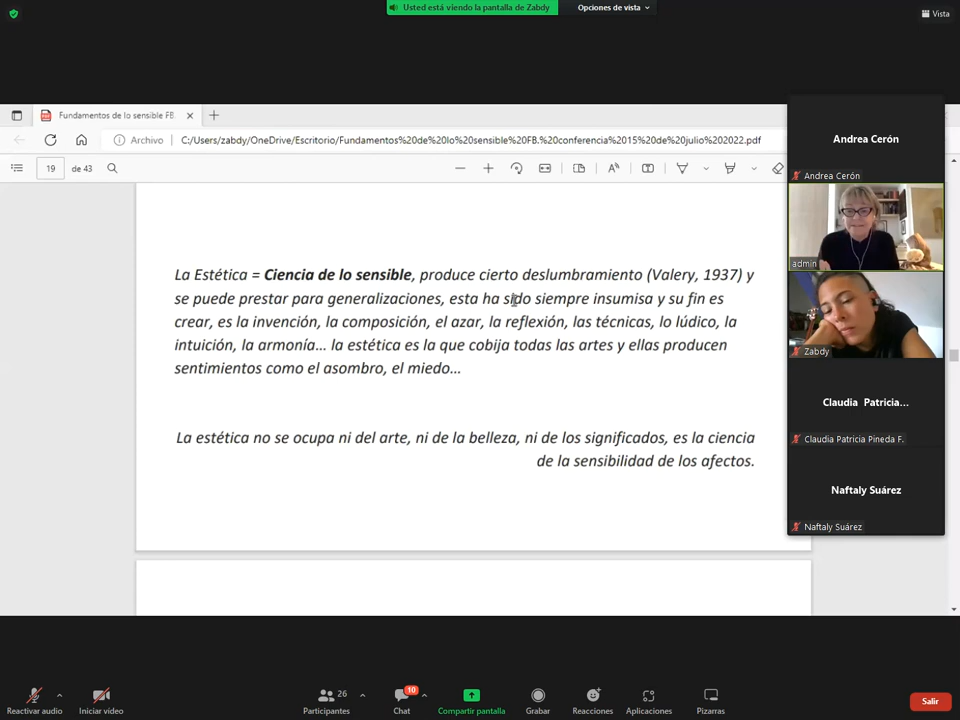 Usted está viendo la pantalla de Zabdy
Opciones de vista
Vista
Fundamentos de lo sensible FB.
Archivo
C:/Users/zabdy/OneDrive/Escritorio/Fundamentos%20de%20lo%20sensible%20FB.%20conferencia%2015%20de%20julio%202022.pdf
19
de 43
La Estética = Ciencia de lo sensible, produce cierto deslumbramiento (Valery, 1937) y
se puede prestar para generalizaciones, esta ha sido siempre insumisa y su fin es
crear, es la invención, la composición, el azar, la reflexión, las técnicas, lo lúdico, la
intuición, la armonía... la estética es la que cobija todas las artes y ellas producen
sentimientos como el asombro, el miedo...
La estética no se ocupa ni del arte, ni de la belleza, ni de los significados, es la ciencia
de la sensibilidad de los afectos.
Andrea Cerón
Andrea Cerón
admin
Zabdy
Claudia Patricia...
Claudia Patricia Pineda F.
Naftaly Suárez
Naftaly Suárez
Reactivar audio
Iniciar video
26
Participantes
10
Chat
Compartir pantalla
Grabar
Reacciones
Aplicaciones
Pizarras
Salir